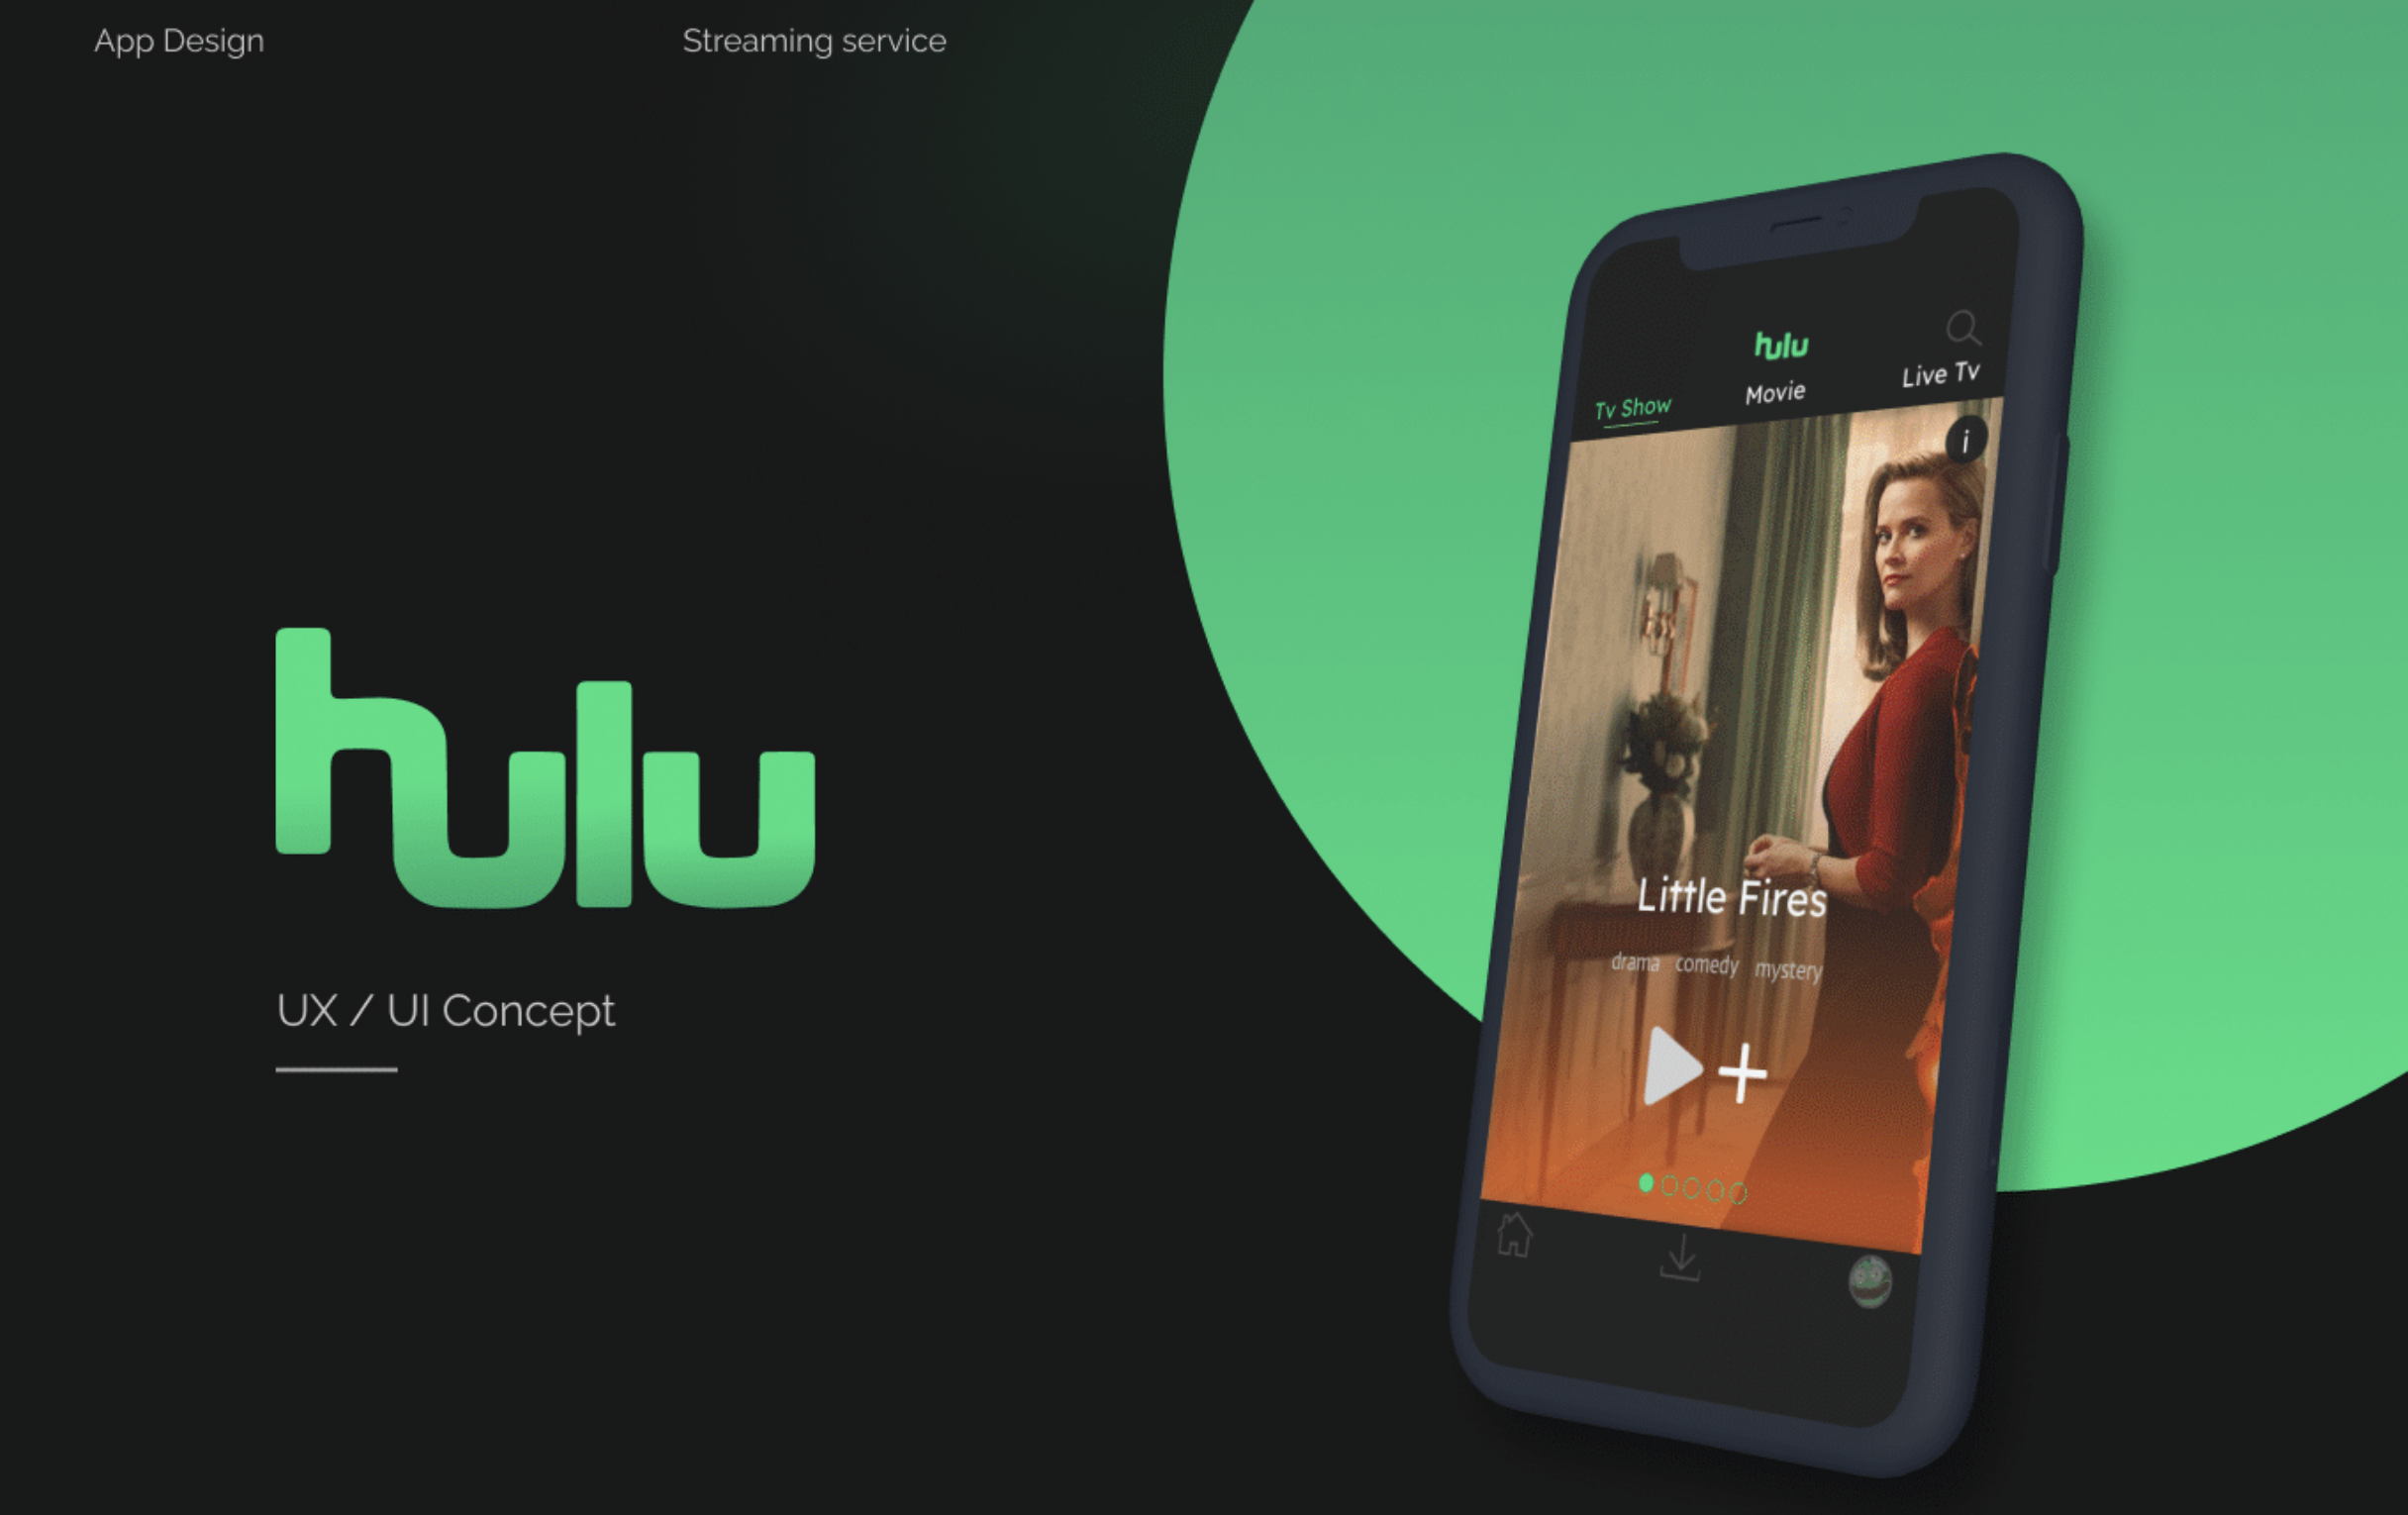 App Design
Streaming service
hulu
UX / UI Concept
hulu
Tv Show
Movie
Live Tv
i
Little Fires
drama comedy mystery